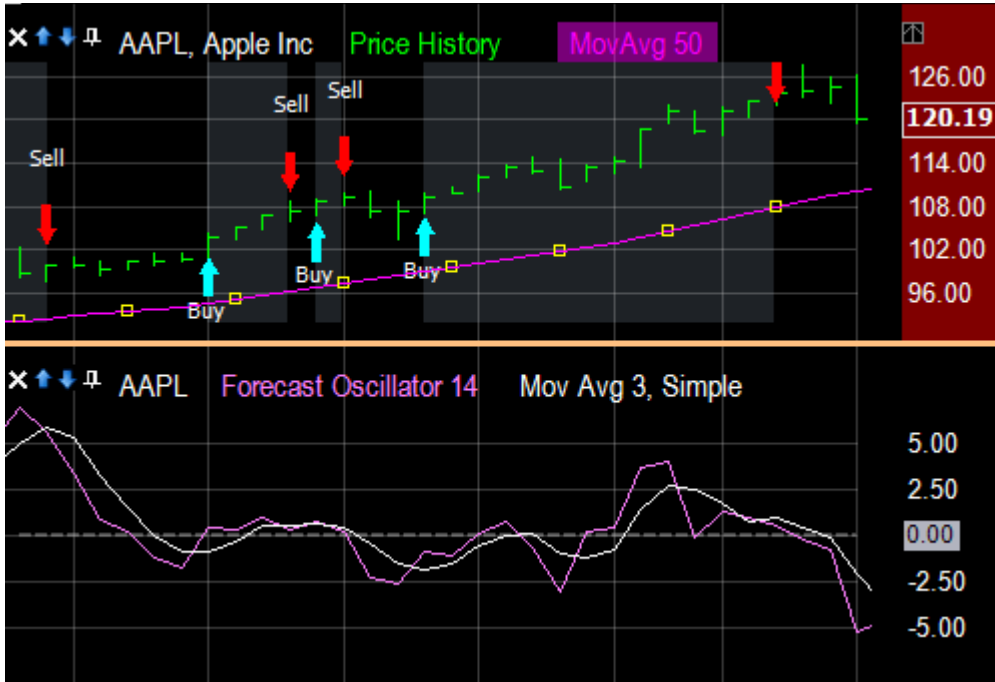 AAPL, Apple Inc Price History MovAvg 50
126.00
120.19
114.00
108.00
102.00
96.00
Sell
Sell
Sell
Buy
Buy
Buy
AAPL Forecast Oscillator 14 Mov Avg 3, Simple
5.00
2.50
0.00
-2.50
-5.00